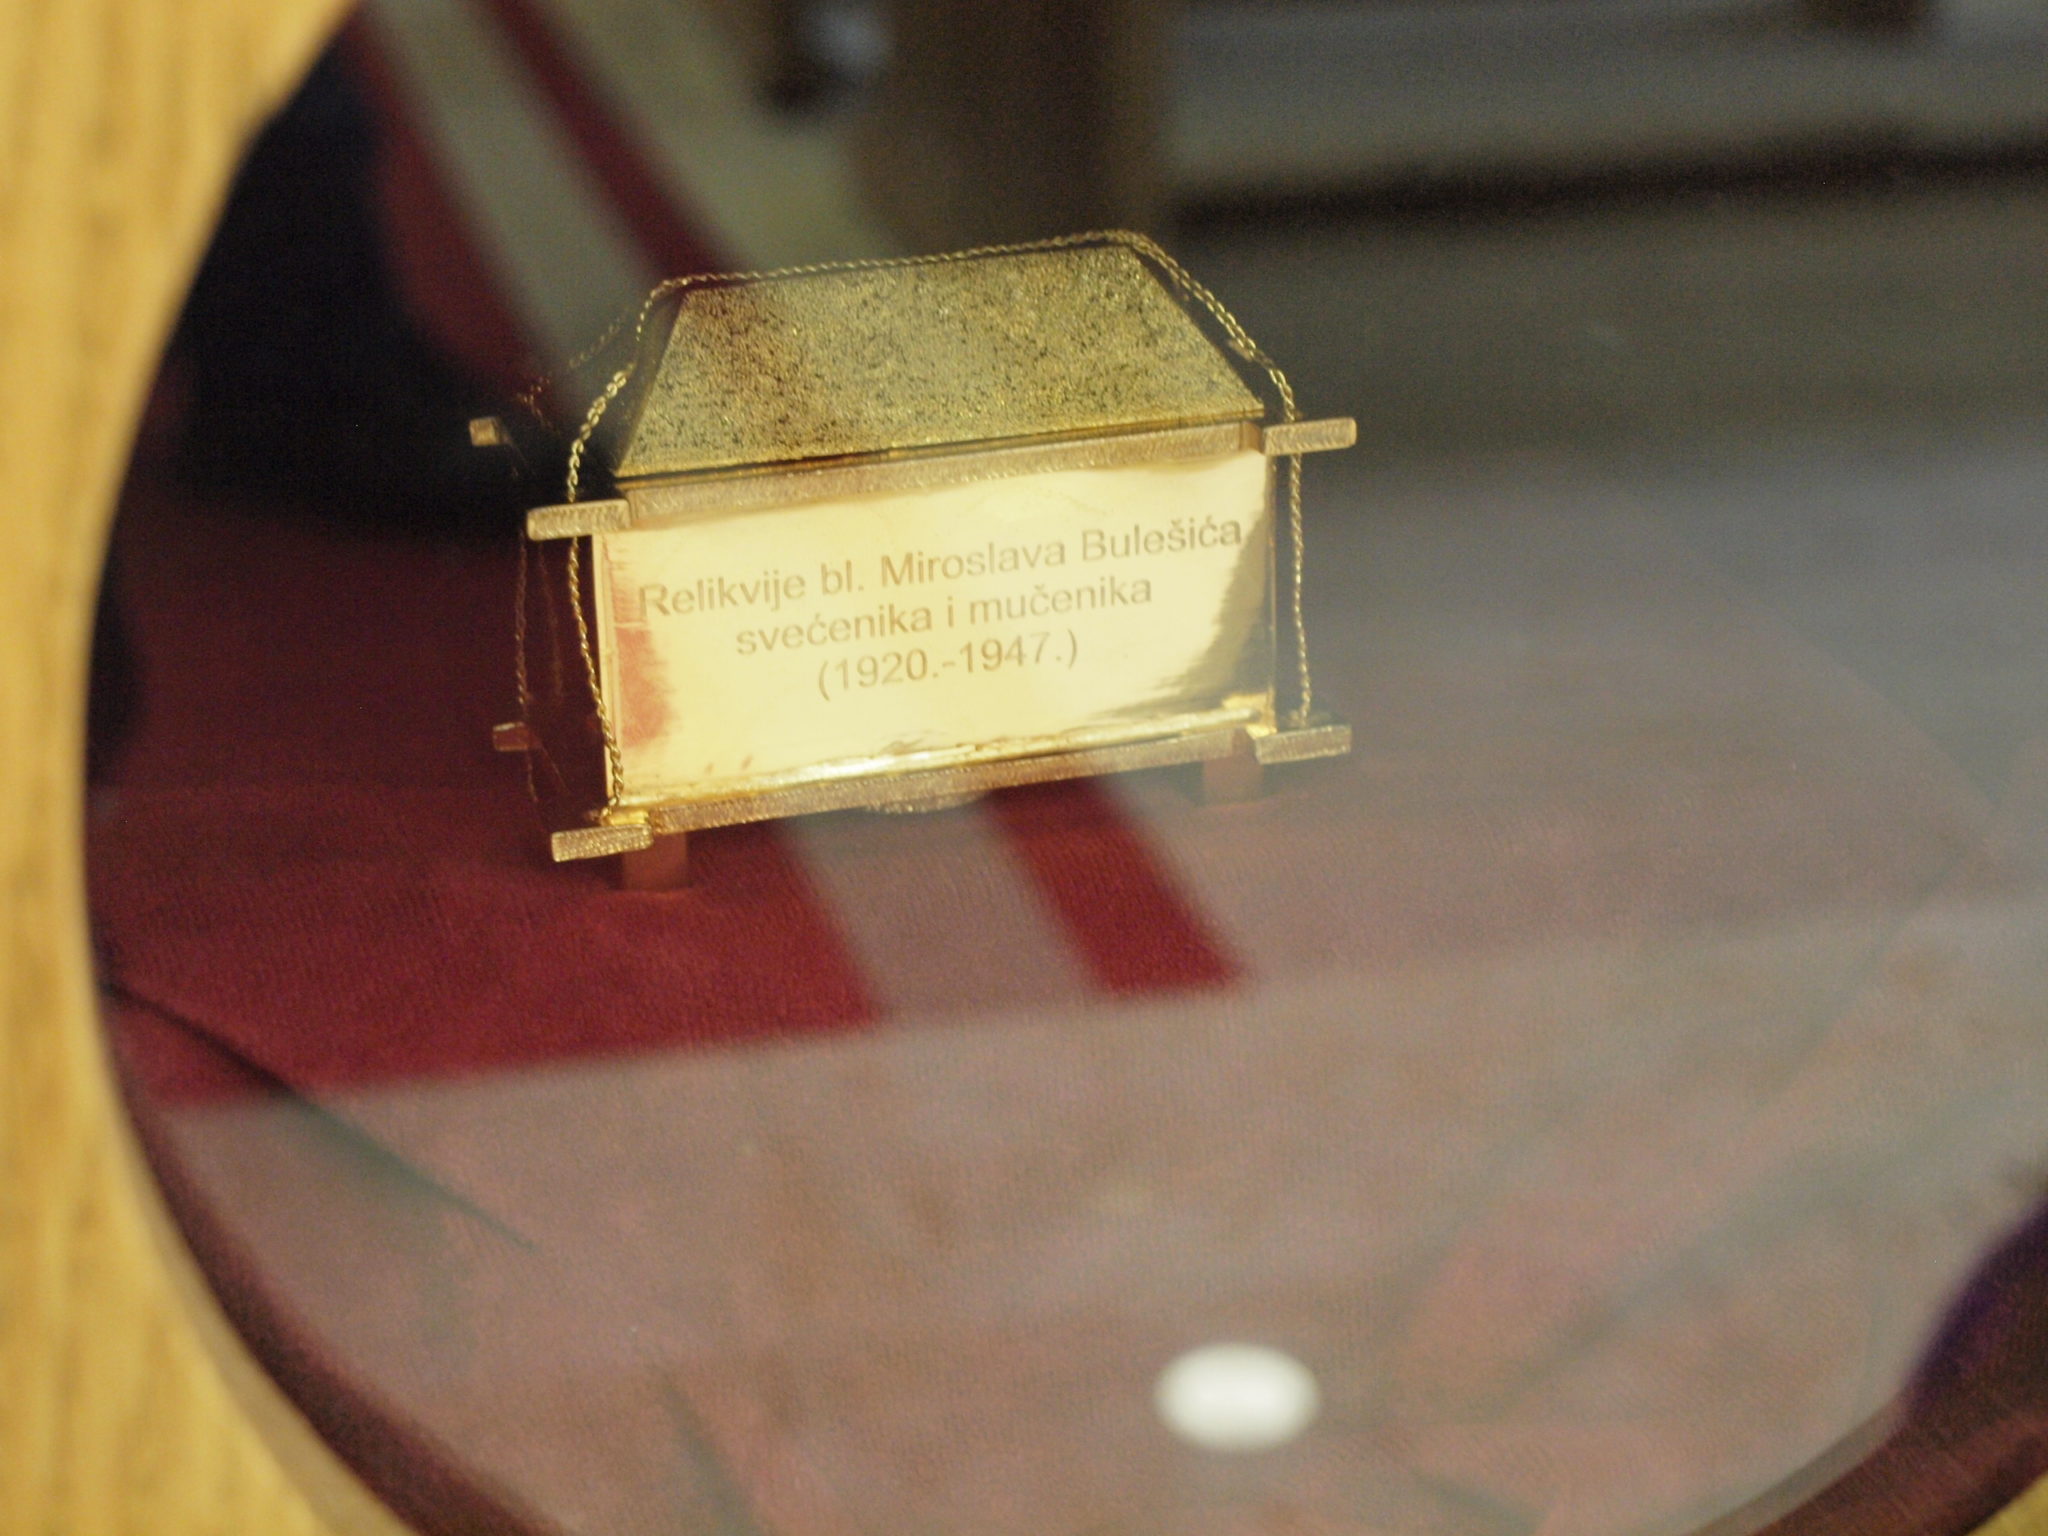 Relikvije bl. Miroslava Bulešića
svećenika i mučenika
(1920.-1947.)